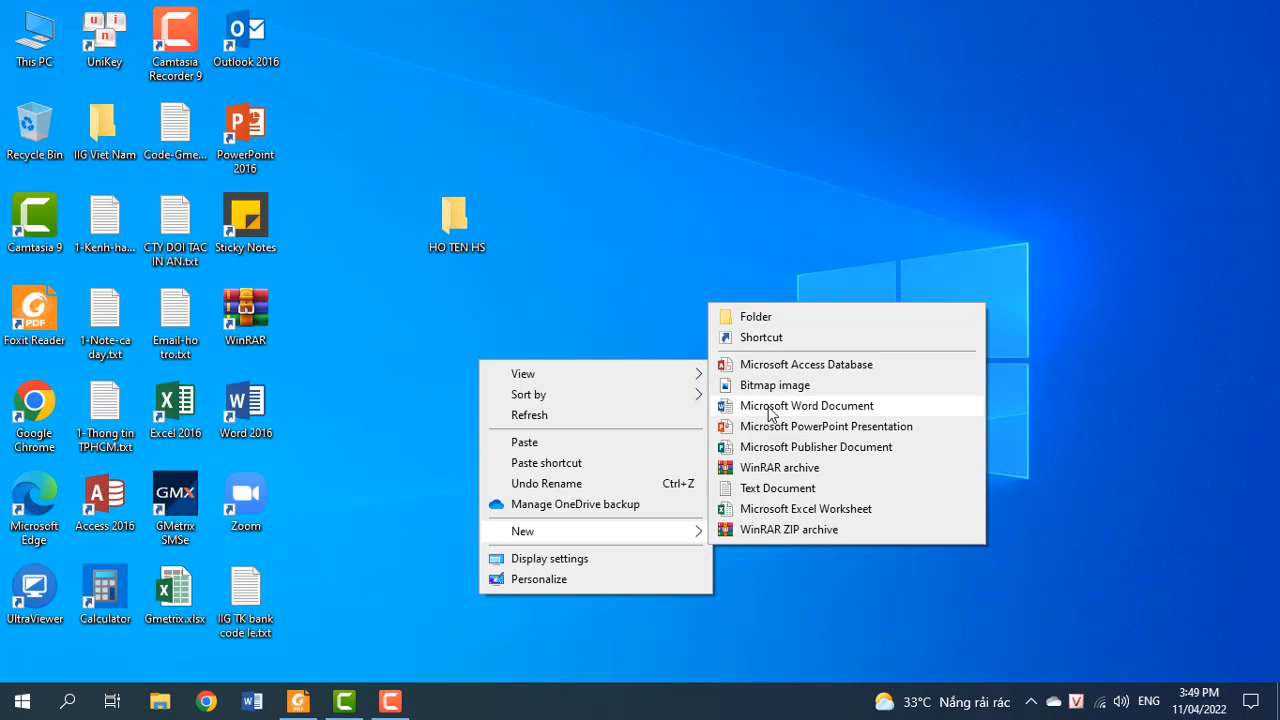 This PC
UniKey
Camtasia
Recorder 9
Outlook 2016
Recycle Bin
IIG Viet Nam
Code-Gme...
PowerPoint
2016
Camtasia 9
1-Kenh-ha...
CTY DOI TAC
IN AN.txt
Sticky Notes
HO TEN HS
Foxit Reader
1-Note-ca
day.txt
Email-ho
tro.txt
WinRAR
Google
Chrome
1-Thong tin
TPHCM.txt
Excel 2016
Word 2016
Microsoft
Edge
Access 2016
GMetrix
SMSe
Zoom
UltraViewer
Calculator
Gmetrix.xlsx
IIG TK bank
code le.txt
View
Sort by
Refresh
Paste
Paste shortcut
Undo Rename Ctrl+Z
Manage OneDrive backup
New
Display settings
Personalize
Folder
Shortcut
Microsoft Access Database
Bitmap image
Microsoft Word Document
Microsoft PowerPoint Presentation
Microsoft Publisher Document
WinRAR archive
Text Document
Microsoft Excel Worksheet
WinRAR ZIP archive
33°C Nắng rải rác
ENG
3:49 PM
11/04/2022